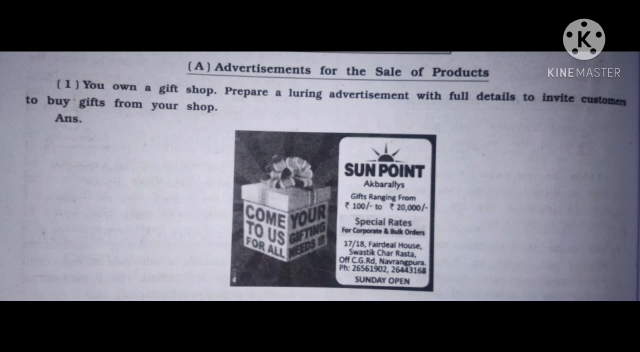 KINEMASTER
(A) Advertisements for the Sale of Products
(1) You own a gift shop. Prepare a luring advertisement with full details to invite customers
to buy gifts from your shop.
Ans.
COME
TO US
FOR ALL
YOUR
GIFTING
NEEDS !!!
SUN POINT
Akbarallys
Gifts Ranging From
₹ 100/- to ₹ 20,000/-
Special Rates
For Corporate & Bulk Orders
17/18, Fairdeal House,
Swastik Char Rasta,
Off C.G.Rd, Navrangpura.
Ph: 26561902, 26443168
SUNDAY OPEN